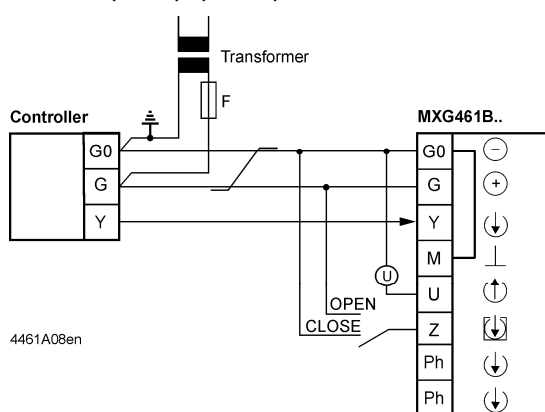 Transformer
F
Controller
MXG461B..
G0
G
Y
G0
G
Y
M
U
U
Z
Ph
Ph
OPEN
CLOSE
4461A08en